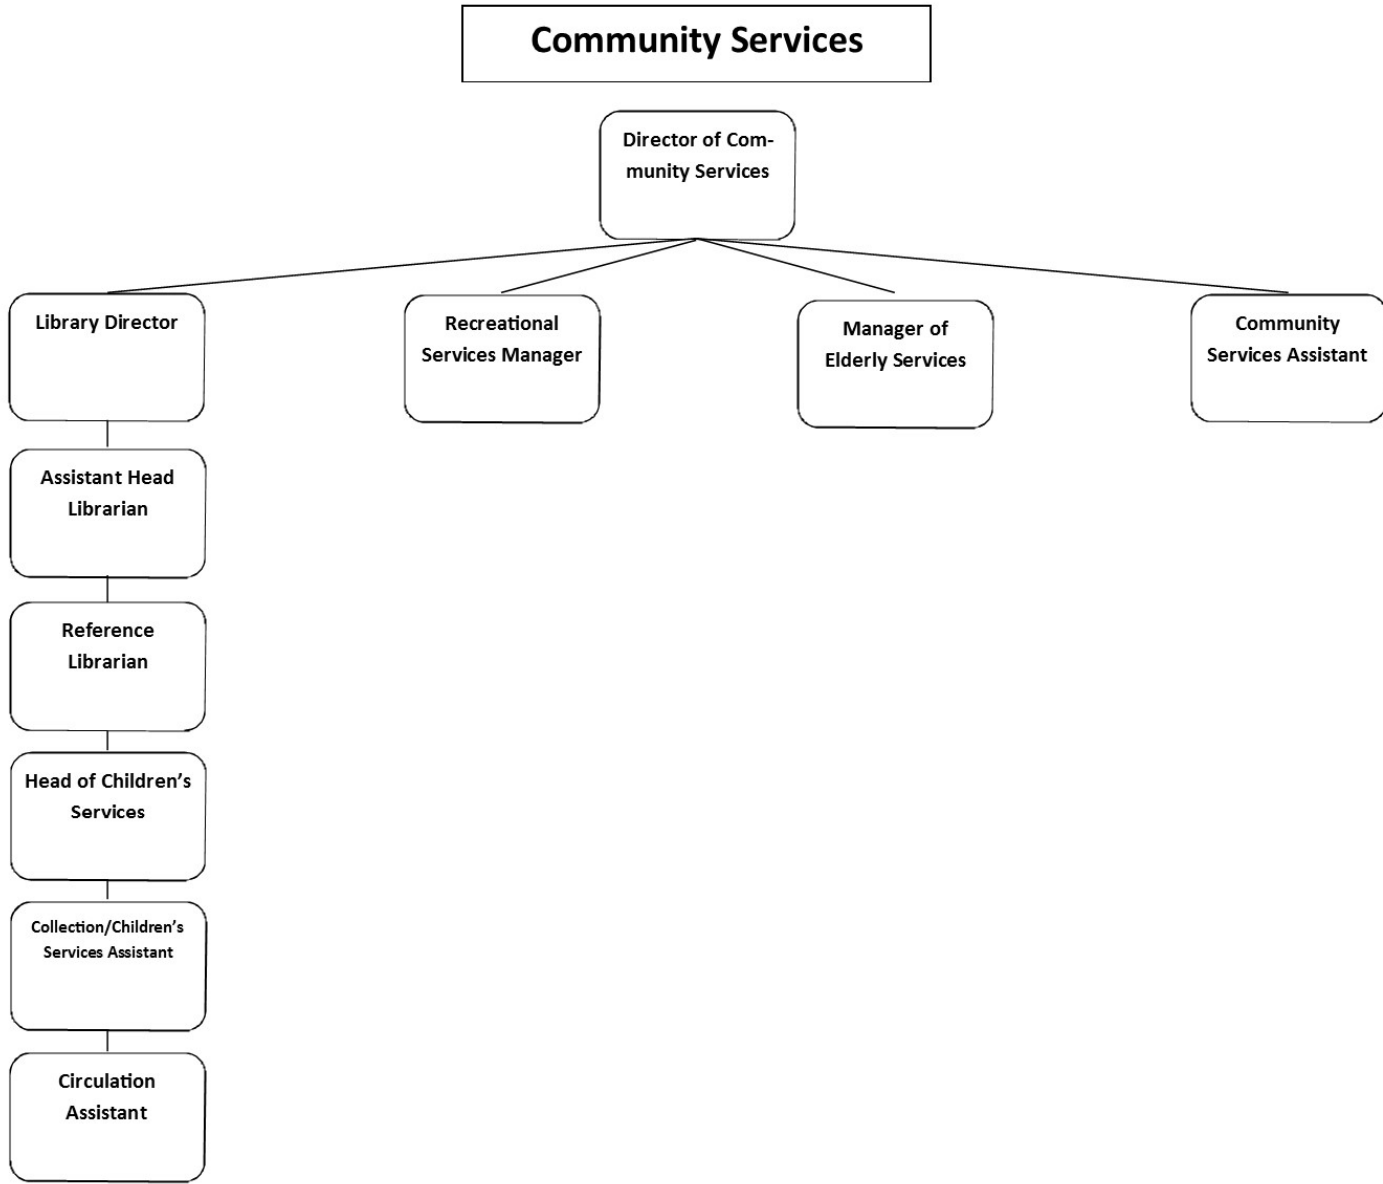 Community Services
Director of Com-
munity Services
Library Director
Recreational
Services Manager
Manager of
Elderly Services
Community
Services Assistant
Assistant Head
Librarian
Reference
Librarian
Head of Children’s
Services
Collection/Children’s
Services Assistant
Circulation
Assistant